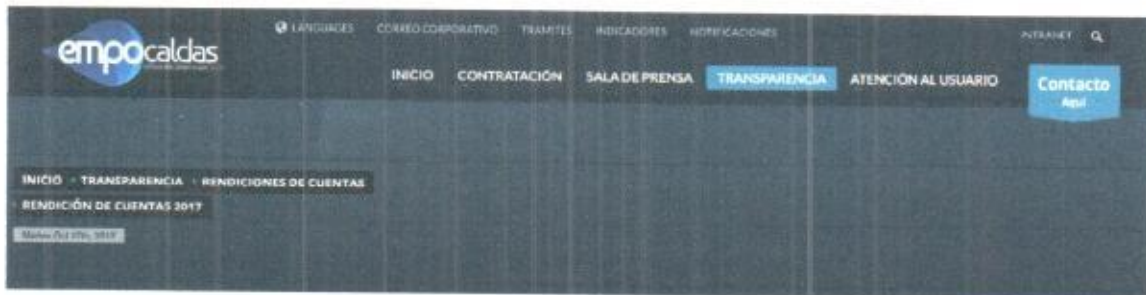 empocaldas
LANGUAGES CORREO CORPORATIVO TRAMITES INDICADORES NOTIFICACIONES INTRANET
INICIO CONTRATACIÓN SALA DE PRENSA TRANSPARENCIA ATENCIÓN AL USUARIO Contacto
Aquí
INICIO TRANSPARENCIA RENDICIONES DE CUENTAS
RENDICIÓN DE CUENTAS 2017